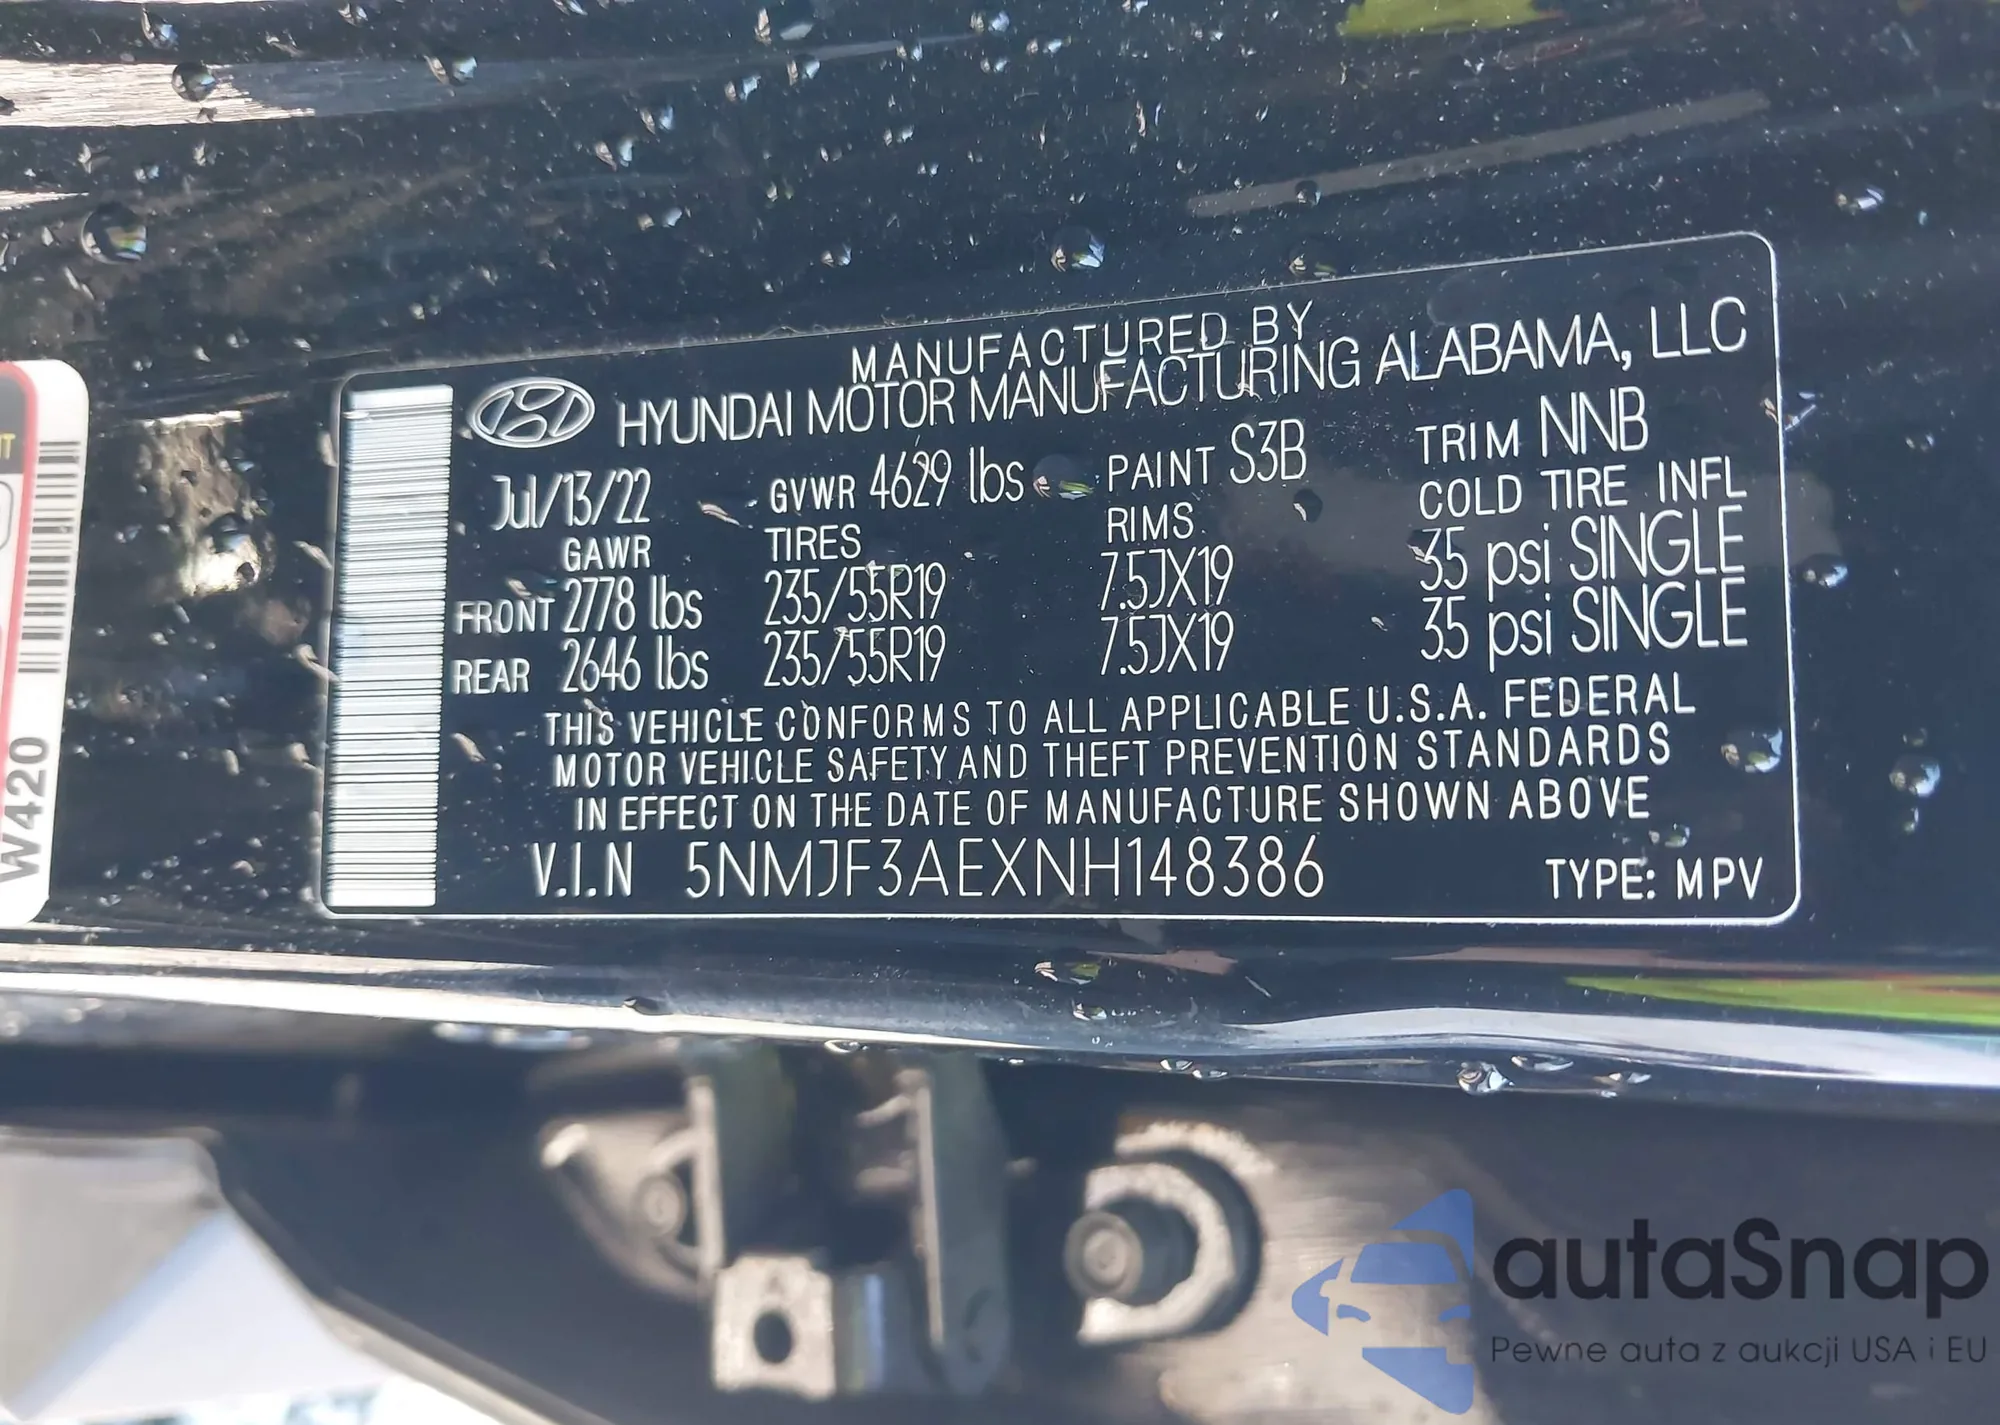 MANUFACTURED BY
HYUNDAI MOTOR MANUFACTURING ALABAMA, LLC
Jul/13/22 GVWR 4629 lbs PAINT S3B TRIM NNB
GAWR TIRES RIMS COLD TIRE INFL
FRONT 2778 lbs 235/55R19 7.5JX19 35 psi SINGLE
REAR 2646 lbs 235/55R19 7.5JX19 35 psi SINGLE
THIS VEHICLE CONFORMS TO ALL APPLICABLE U.S.A. FEDERAL
MOTOR VEHICLE SAFETY AND THEFT PREVENTION STANDARDS
IN EFFECT ON THE DATE OF MANUFACTURE SHOWN ABOVE
V.I.N 5NMJF3AEXNH148386 TYPE: MPV
W420
autaSnap
Pewne auta z aukcji USA i EU